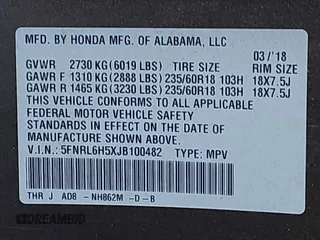 MFD. BY HONDA MFG. OF ALABAMA, LLC
03/'18
GVWR 2730 KG(6019 LBS) TIRE SIZE RIM SIZE
GAWR F 1310 KG(2888 LBS) 235/60R18 103H 18X7.5J
GAWR R 1465 KG(3230 LBS) 235/60R18 103H 18X7.5J
THIS VEHICLE CONFORMS TO ALL APPLICABLE
FEDERAL MOTOR VEHICLE SAFETY
STANDARDS IN EFFECT ON THE DATE OF
MANUFACTURE SHOWN ABOVE.
V.I.N.: 5FNRL6H5XJB100482 TYPE: MPV
THR J AD8 -NH862M -D-B
DREAMBID